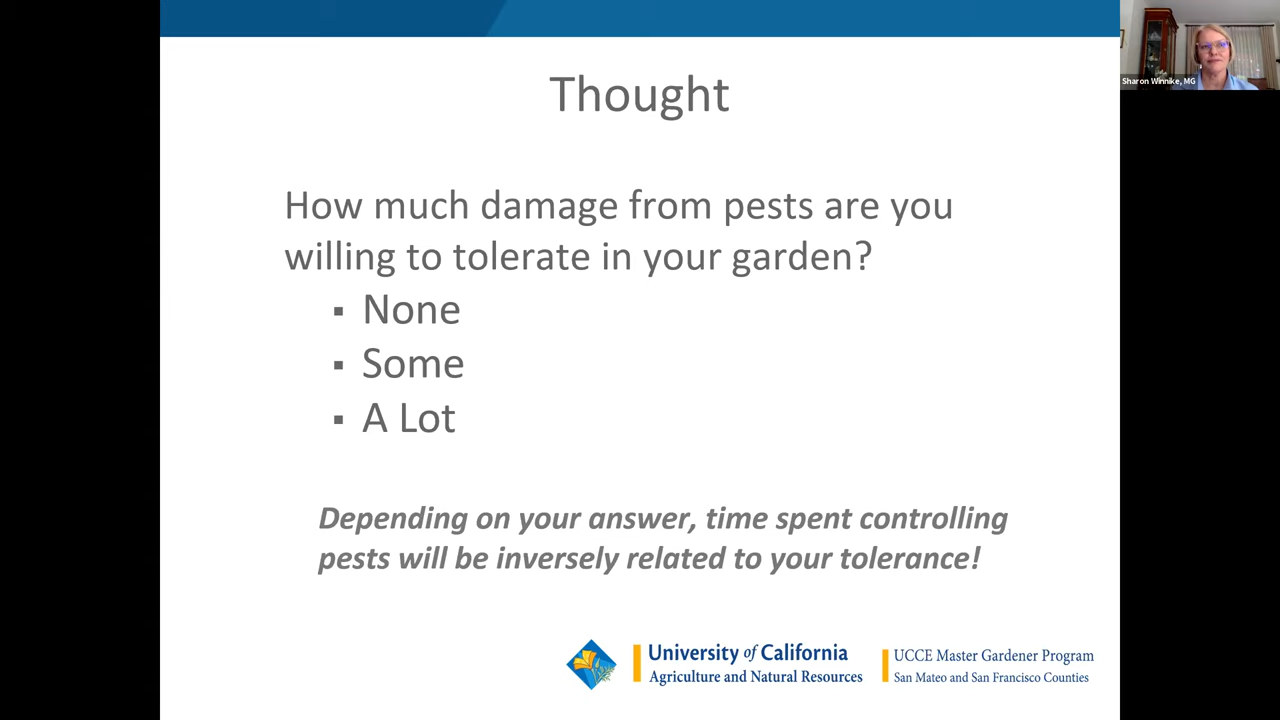 Thought
How much damage from pests are you
willing to tolerate in your garden?
▪ None
▪ Some
▪ A Lot
Depending on your answer, time spent controlling
pests will be inversely related to your tolerance!
University of California
Agriculture and Natural Resources
UCCE Master Gardener Program
San Mateo and San Francisco Counties
Sharon Winnike, MG